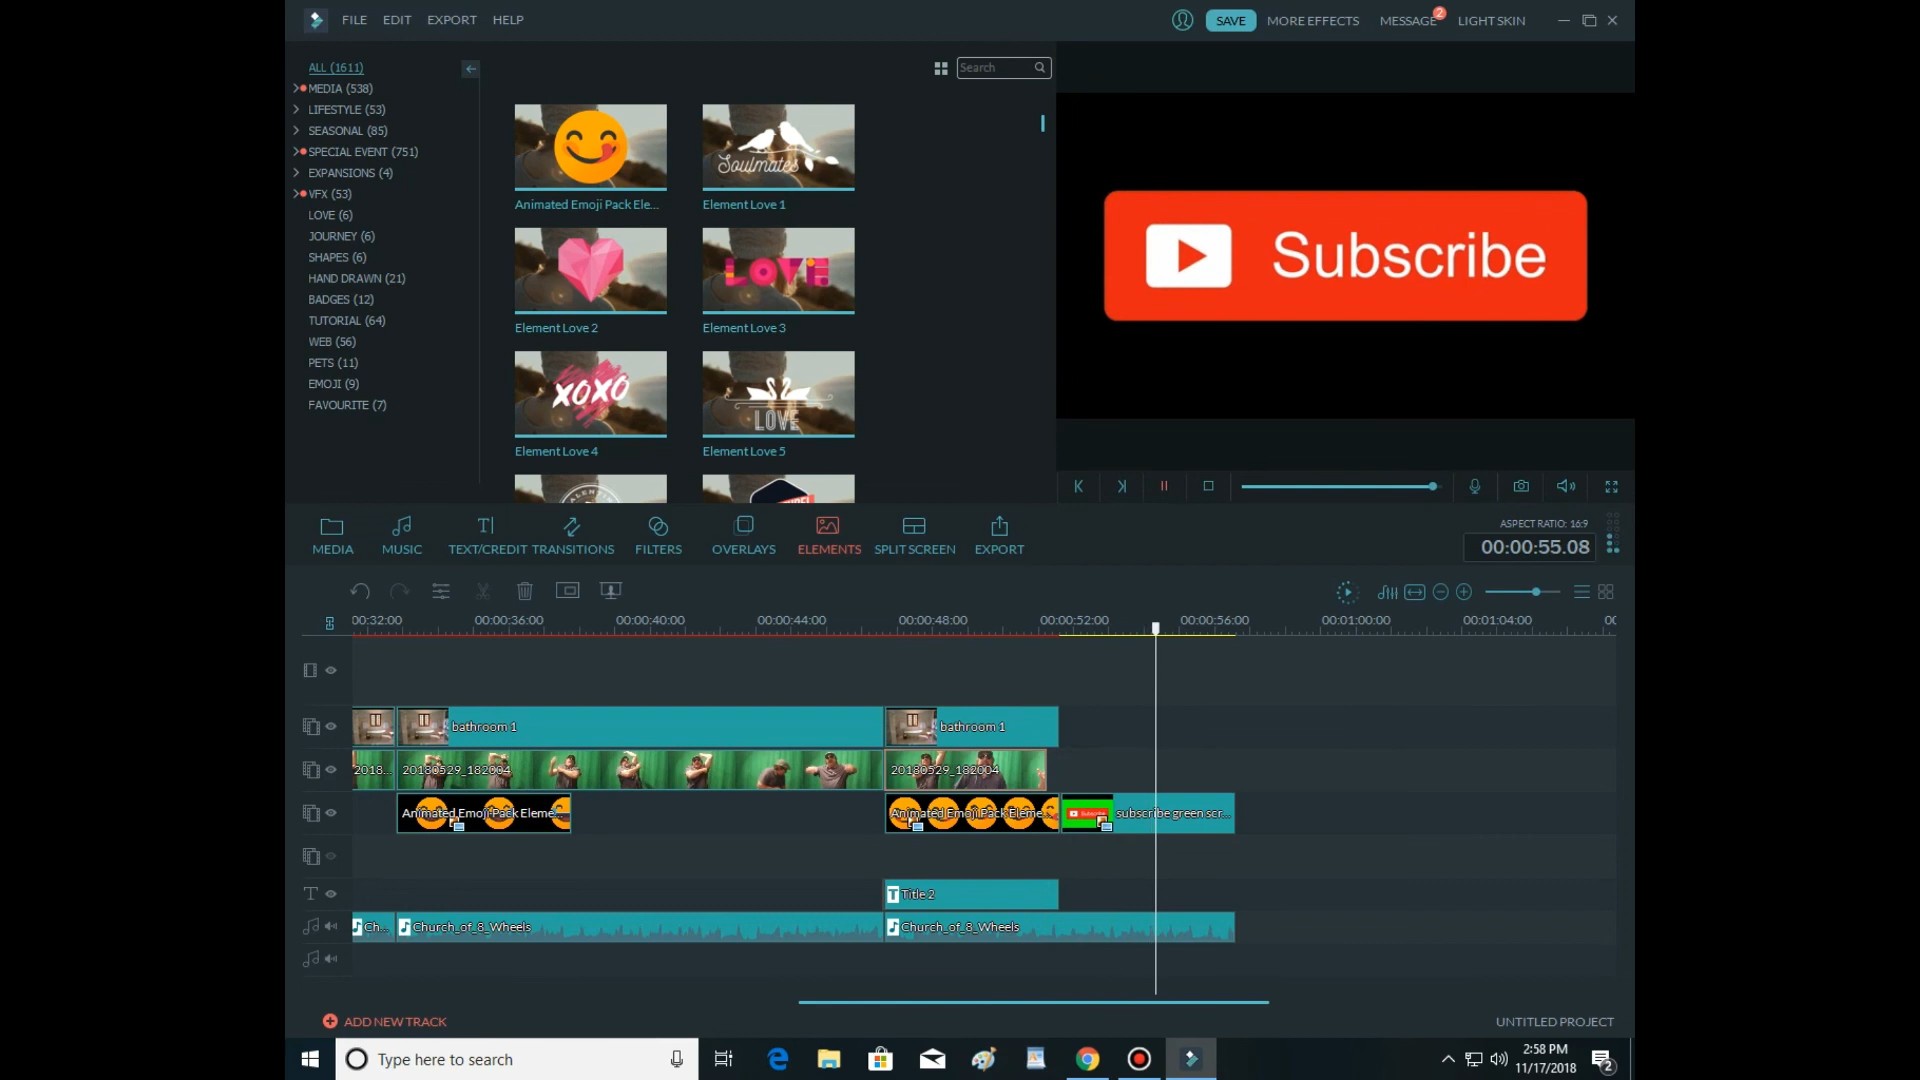 FILE EDIT EXPORT HELP
SAVE MORE EFFECTS MESSAGE 2 LIGHT SKIN
ALL (1611)
MEDIA (538)
LIFESTYLE (53)
SEASONAL (85)
SPECIAL EVENT (751)
EXPANSIONS (4)
VFX (53)
LOVE (6)
JOURNEY (6)
SHAPES (6)
HAND DRAWN (21)
BADGES (12)
TUTORIAL (64)
WEB (56)
PETS (11)
EMOJI (9)
FAVOURITE (7)
Search
Soulmates
Animated Emoji Pack Ele...
Element Love 1
LOVE
Element Love 2
Element Love 3
XOXO
LOVE
Element Love 4
Element Love 5
Subscribe
MEDIA
MUSIC
TEXT/CREDIT
TRANSITIONS
FILTERS
OVERLAYS
ELEMENTS
SPLIT SCREEN
EXPORT
ASPECT RATIO: 16:9
00:00:55.08
00:32:00 00:00:36:00 00:00:40:00 00:00:44:00 00:00:48:00 00:00:52:00 00:00:56:00 00:01:00:00 00:01:04:00
bathroom 1
bathroom 1
2018...
20180529_182004
20180529_182004
Animated Emoji Pack Eleme...
Animated Emoji Pack Eleme...
Subscribe
subscribe green scr...
Title 2
Ch...
Church_of_8_Wheels
Church_of_8_Wheels
ADD NEW TRACK
UNTITLED PROJECT
Type here to search
2:58 PM
11/17/2018
2